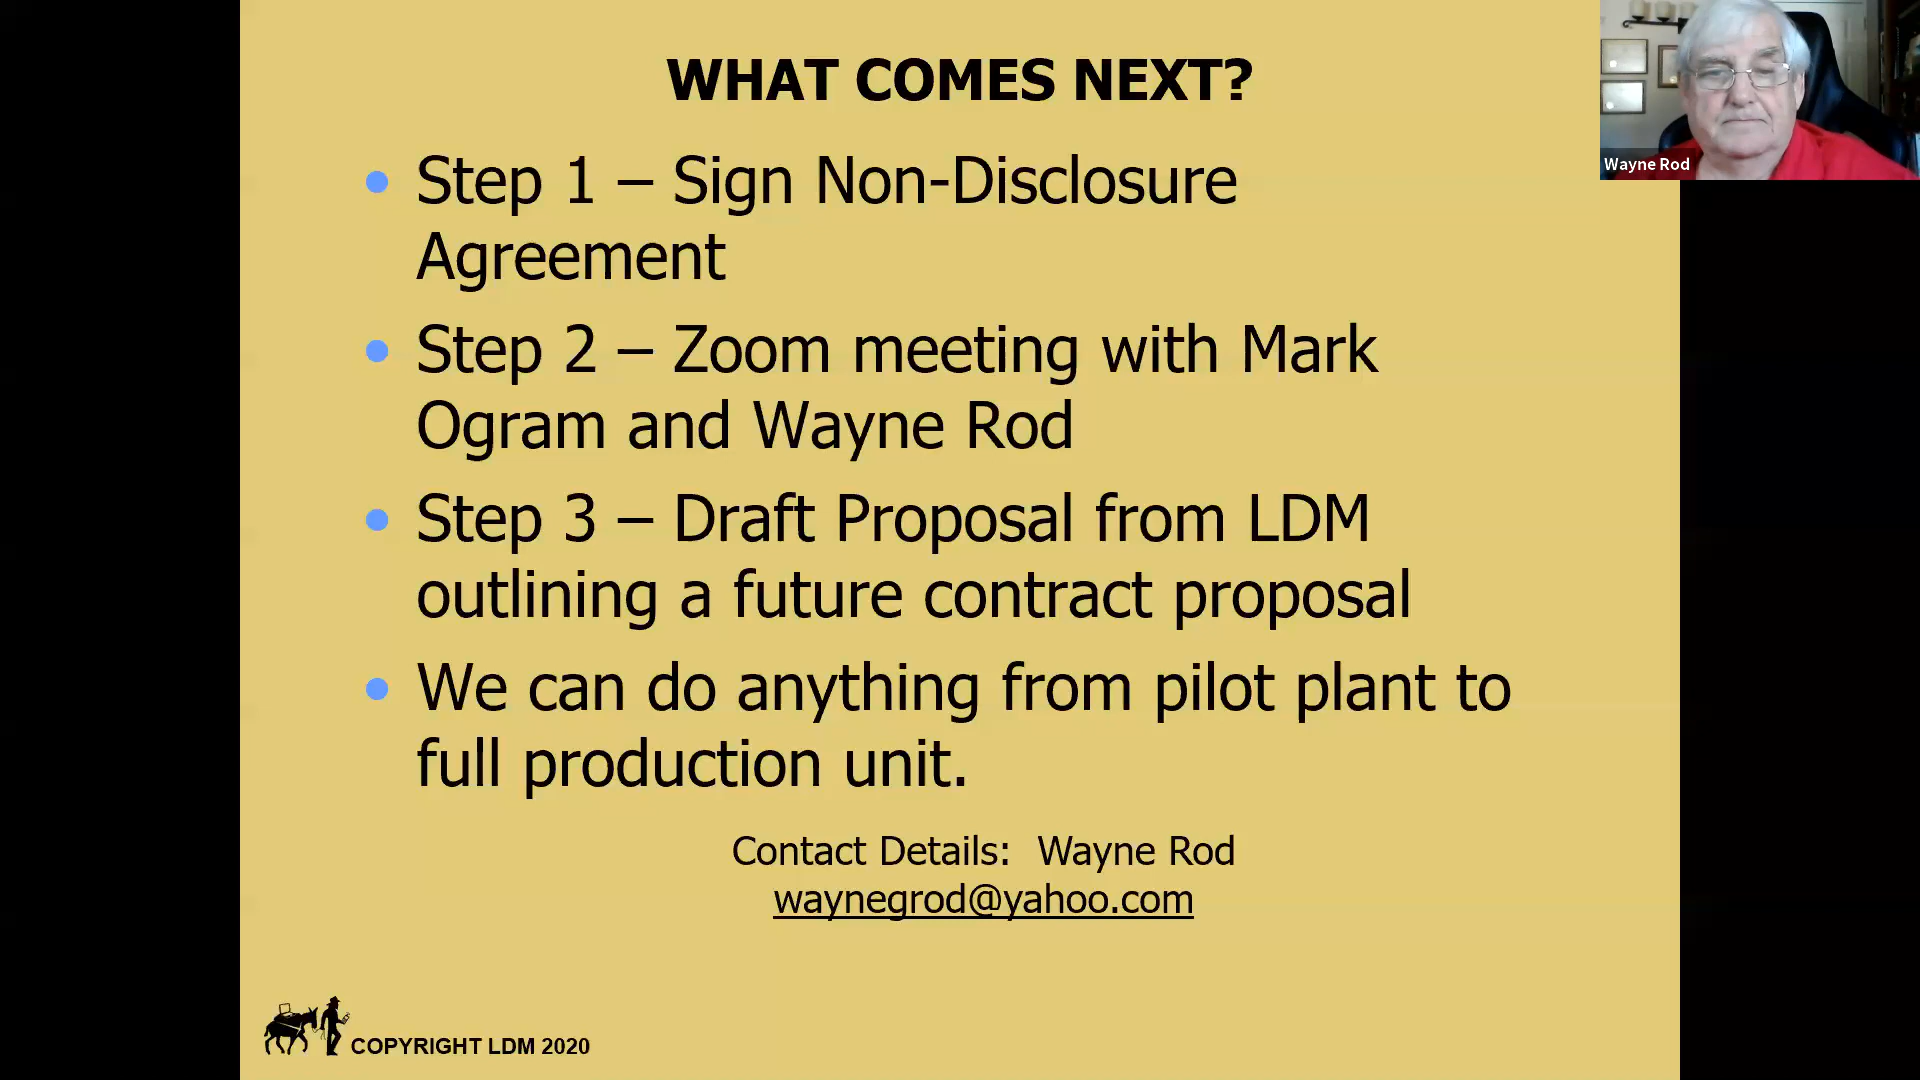 WHAT COMES NEXT?
Wayne Rod
• Step 1 – Sign Non-Disclosure
Agreement
• Step 2 – Zoom meeting with Mark
Ogram and Wayne Rod
• Step 3 – Draft Proposal from LDM
outlining a future contract proposal
• We can do anything from pilot plant to
full production unit.
Contact Details:  Wayne Rod
waynegrod@yahoo.com
COPYRIGHT LDM 2020